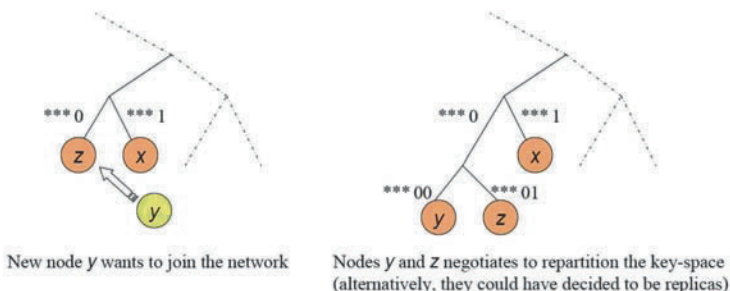 *** 0
*** 1
z
x
y
New node y wants to join the network
*** 0
*** 1
x
*** 00
*** 01
y
z
Nodes y and z negotiates to repartition the key-space
(alternatively, they could have decided to be replicas)